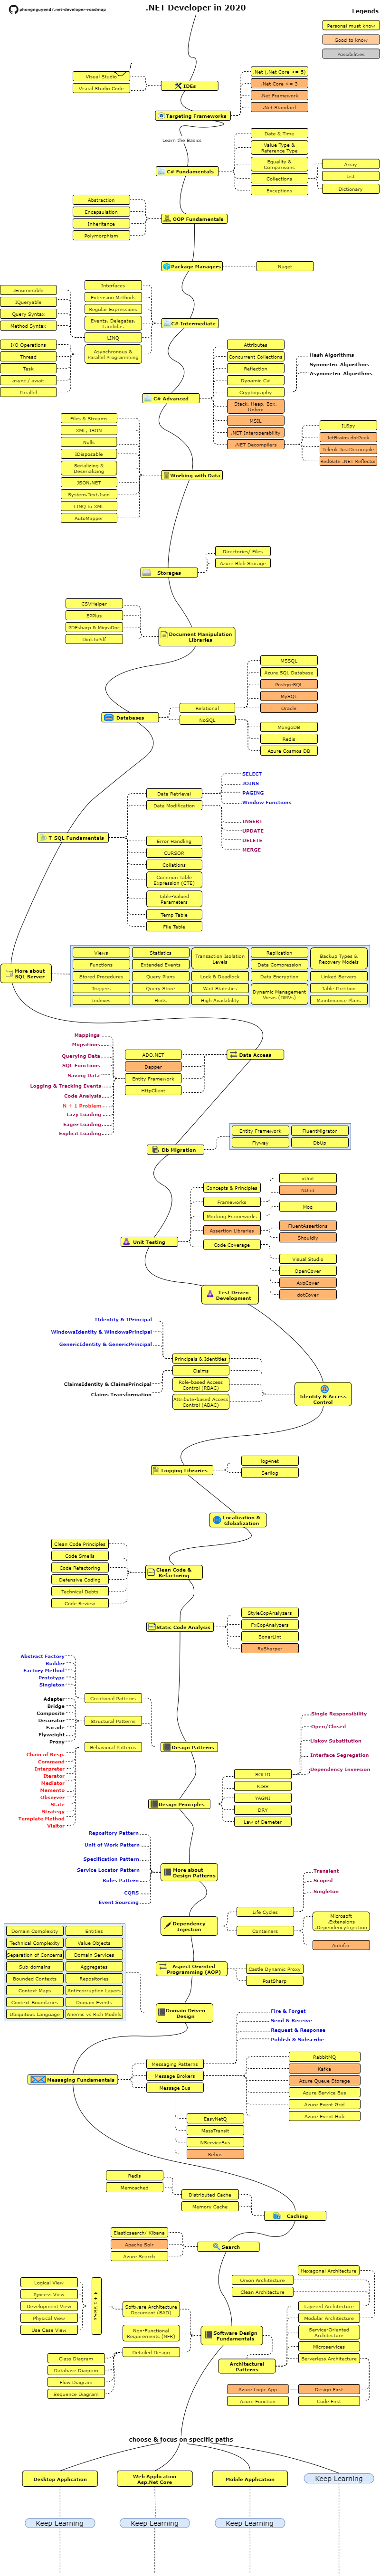 phongnguyend/.net-developer-roadmap
.NET Developer in 2020
Legends
Personal must know
Good to know
Possibilities
Visual Studio
Visual Studio Code
IDEs
.Net (.Net Core >= 5)
.Net Core <= 3
.Net Framework
.Net Standard
Targeting Frameworks
Learn the Basics
Date & Time
Value Type &
Reference Type
Equality &
Comparisons
Collections
Exceptions
Array
List
Dictionary
C# Fundamentals
Abstraction
Encapsulation
Inheritance
Polymorphism
OOP Fundamentals
Package Managers
Nuget
IEnumerable
IQueryable
Query Syntax
Method Syntax
I/O Operations
Thread
Task
async / await
Parallel
Interfaces
Extension Methods
Regular Expressions
Events, Delegates,
Lambdas
LINQ
Asynchronous &
Parallel Programming
C# Intermediate
C# Advanced
Attributes
Concurrent Collections
Reflection
Dynamic C#
Cryptography
Stack, Heap, Box,
Unbox
MSIL
.NET Interoperability
.NET Decompilers
Hash Algorithms
Symmetric Algorithms
Asymmetric Algorithms
ILSpy
JetBrains dotPeek
Telerik JustDecompile
RedGate .NET Reflector
Files & Streams
XML, JSON
Nulls
IDisposable
Serializing &
Deserializing
JSON.NET
System.Text.Json
LINQ to XML
AutoMapper
Working with Data
Storages
Directories/ Files
Azure Blob Storage
CSVHelper
EPPlus
PDFsharp & MigraDoc
DinkToPdf
Document Manipulation
Libraries
Databases
Relational
NoSQL
MSSQL
Azure SQL Database
PostgreSQL
MySQL
Oracle
MongoDB
Redis
Azure Cosmos DB
T-SQL Fundamentals
Data Retrieval
Data Modification
Error Handling
CURSOR
Collations
Common Table
Expression (CTE)
Table-Valued
Parameters
Temp Table
File Table
SELECT
JOINS
PAGING
Window Functions
INSERT
UPDATE
DELETE
MERGE
More about
SQL Server
Views
Functions
Stored Procedures
Triggers
Indexes
Statistics
Extended Events
Query Plans
Query Store
Hints
Transaction Isolation
Levels
Lock & Deadlock
Wait Statistics
High Availability
Replication
Data Compression
Data Encryption
Dynamic Management
Views (DMVs)
Backup Types &
Recovery Models
Linked Servers
Table Partition
Maintenance Plans
Mappings
Migrations
Querying Data
SQL Functions
Saving Data
Logging & Tracking Events
Code Analysis
N + 1 Problem
Lazy Loading
Eager Loading
Explicit Loading
ADO.NET
Dapper
Entity Framework
HttpClient
Data Access
Db Migration
Entity Framework
FluentMigrator
Flyway
DbUp
Unit Testing
Concepts & Principles
Frameworks
Mocking Frameworks
Assertion Libraries
Code Coverage
xUnit
NUnit
Moq
FluentAssertions
Shouldly
Visual Studio
OpenCover
AxoCover
dotCover
Test Driven
Development
IIdentity & IPrincipal
WindowsIdentity & WindowsPrincipal
GenericIdentity & GenericPrincipal
ClaimsIdentity & ClaimsPrincipal
Claims Transformation
Principals & Identities
Claims
Role-based Access
Control (RBAC)
Attribute-based Access
Control (ABAC)
Identity & Access
Control
Logging Libraries
log4net
Serilog
Localization &
Globalization
Clean Code Principles
Code Smells
Code Refactoring
Defensive Coding
Technical Debts
Code Review
Clean Code &
Refactoring
Static Code Analysis
StyleCopAnalyzers
FxCopAnalyzers
SonarLint
ReSharper
Abstract Factory
Builder
Factory Method
Prototype
Singleton
Adapter
Bridge
Composite
Decorator
Facade
Flyweight
Proxy
Chain of Resp.
Command
Interpreter
Iterator
Mediator
Memento
Observer
State
Strategy
Template Method
Visitor
Creational Patterns
Structural Patterns
Behavioral Patterns
Design Patterns
Design Principles
SOLID
KISS
YAGNI
DRY
Law of Demeter
Single Responsibility
Open/Closed
Liskov Substitution
Interface Segregation
Dependency Inversion
Repository Pattern
Unit of Work Pattern
Specification Pattern
Service Locator Pattern
Rules Pattern
CQRS
Event Sourcing
More about
Design Patterns
Dependency
Injection
Life Cycles
Containers
Transient
Scoped
Singleton
Microsoft
.Extensions
.DependencyInjection
Autofac
Aspect Oriented
Programming (AOP)
Castle Dynamic Proxy
PostSharp
Domain Complexity
Technical Complexity
Separation of Concerns
Sub-domains
Bounded Contexts
Context Maps
Context Boundaries
Ubiquitous Language
Entities
Value Objects
Domain Services
Aggregates
Repositories
Anti-corruption Layers
Domain Events
Anemic vs Rich Models
Domain Driven
Design
Messaging Fundamentals
Messaging Patterns
Message Brokers
Message Bus
Fire & Forget
Send & Receive
Request & Response
Publish & Subscribe
RabbitMQ
Kafka
Azure Queue Storage
Azure Service Bus
Azure Event Grid
Azure Event Hub
EasyNetQ
MassTransit
NServiceBus
Rebus
Redis
Memcached
Distributed Cache
Memory Cache
Caching
Elasticsearch/ Kibana
Apache Solr
Azure Search
Search
Logical View
Process View
Development View
Physical View
Use Case View
4 + 1 Views
Class Diagram
Database Diagram
Flow Diagram
Sequence Diagram
Software Architecture
Document (SAD)
Non-Functional
Requirements (NFR)
Detailed Design
Software Design
Fundamentals
Architectural
Patterns
Hexagonal Architecture
Onion Architecture
Clean Architecture
Layered Architecture
Modular Architecture
Service-Oriented
Architecture
Microservices
Serverless Architecture
Azure Logic App
Azure Function
Design First
Code First
choose & focus on specific paths
Desktop Application
Web Application
Asp.Net Core
Mobile Application
Keep Learning
Keep Learning
Keep Learning
Keep Learning